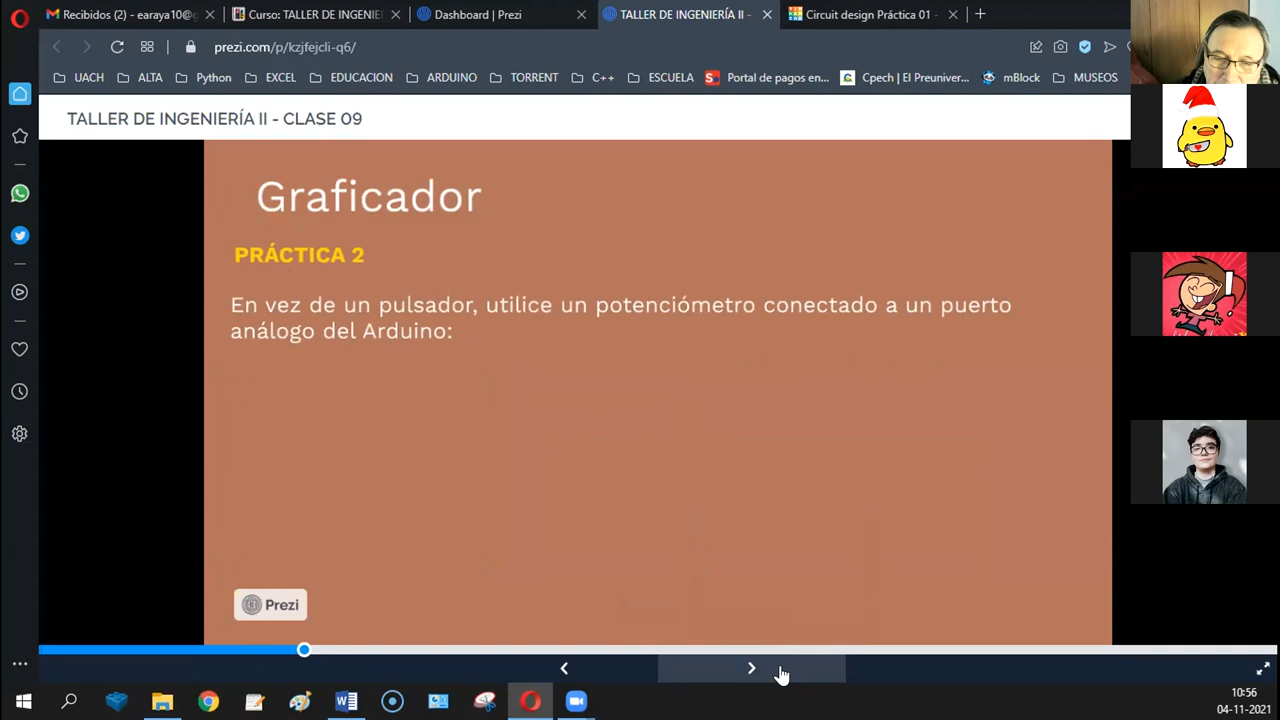 Recibidos (2) - earaya10@g
Curso: TALLER DE INGENIE
Dashboard | Prezi
TALLER DE INGENIERÍA II -
Circuit design Práctica 01 -
prezi.com/p/kzjfejcli-q6/
UACH
ALTA
Python
EXCEL
EDUCACION
ARDUINO
TORRENT
C++
ESCUELA
Portal de pagos en...
Cpech | El Preuniver...
mBlock
MUSEOS
TALLER DE INGENIERÍA II - CLASE 09
Graficador
PRÁCTICA 2
En vez de un pulsador, utilice un potenciómetro conectado a un puerto
análogo del Arduino:
Prezi
10:56
04-11-2021